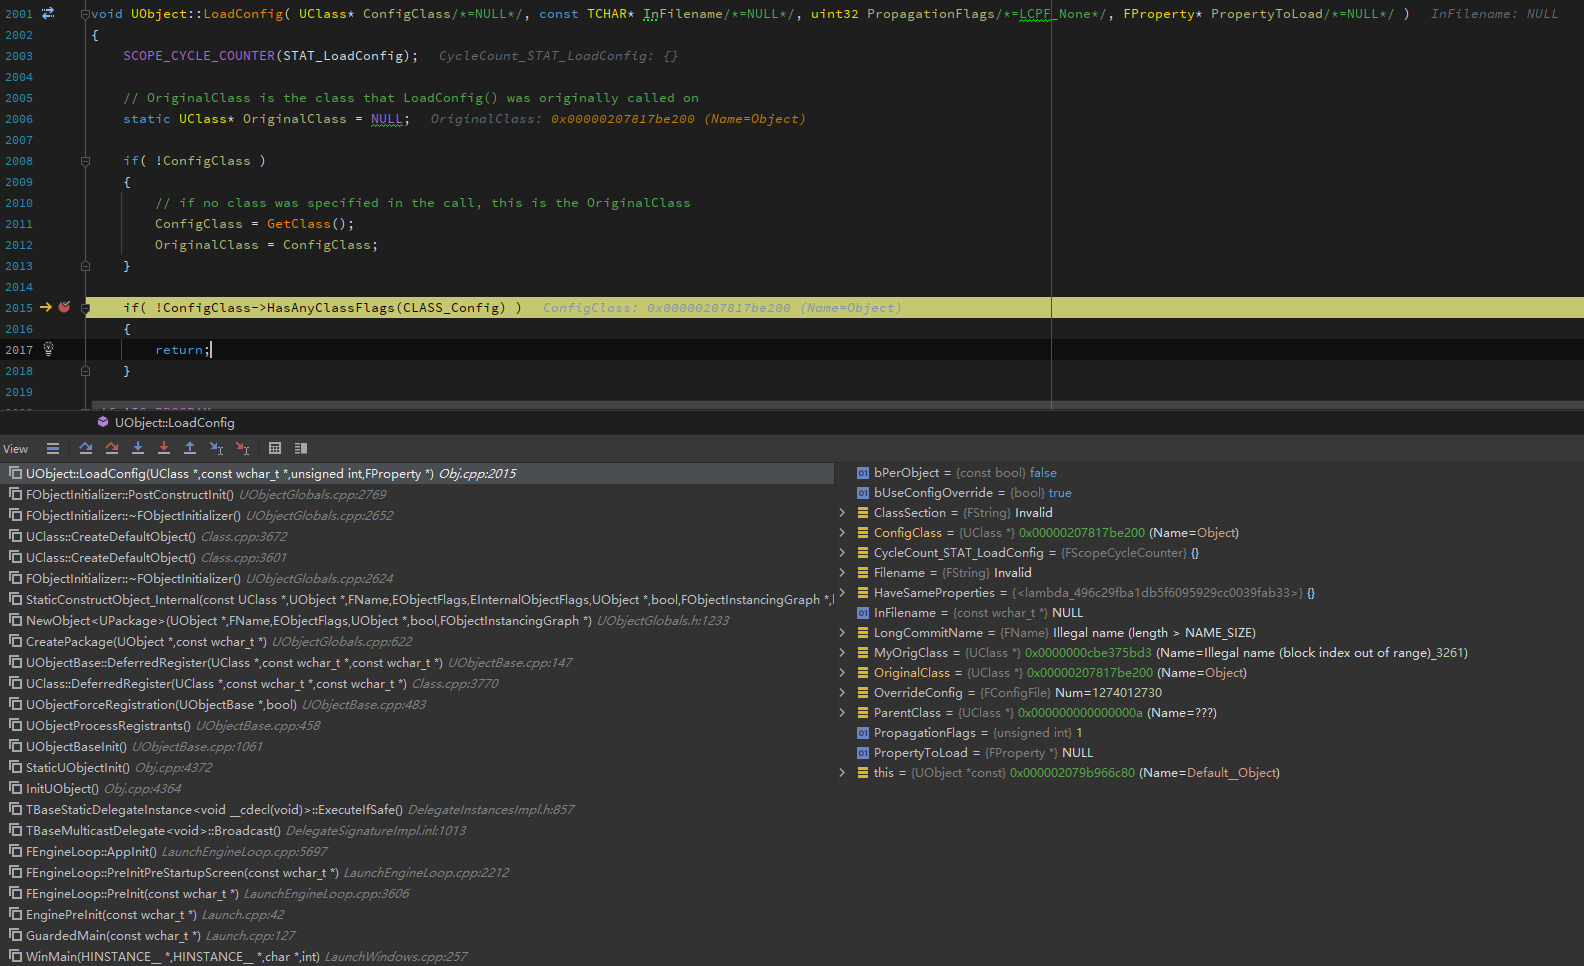 2001 void UObject::LoadConfig( UClass* ConfigClass/*=NULL*/, const TCHAR* InFilename/*=NULL*/, uint32 PropagationFlags/*=LCPF_None*/, FProperty* PropertyToLoad/*=NULL*/ ) InFilename: NULL
2002 {
2003 SCOPE_CYCLE_COUNTER(STAT_LoadConfig); CycleCount_STAT_LoadConfig: {}
2004
2005 // OriginalClass is the class that LoadConfig() was originally called on
2006 static UClass* OriginalClass = NULL; OriginalClass: 0x00000207817be200 (Name=Object)
2007
2008 if( !ConfigClass )
2009 {
2010 // if no class was specified in the call, this is the OriginalClass
2011 ConfigClass = GetClass();
2012 OriginalClass = ConfigClass;
2013 }
2014
2015 if( !ConfigClass->HasAnyClassFlags(CLASS_Config) ) ConfigClass: 0x00000207817be200 (Name=Object)
2016 {
2017 return;
2018 }
2019
UObject::LoadConfig
View
UObject::LoadConfig(UClass *,const wchar_t *,unsigned int,FProperty *) Obj.cpp:2015
FObjectInitializer::PostConstructInit() UObjectGlobals.cpp:2769
FObjectInitializer::~FObjectInitializer() UObjectGlobals.cpp:2652
UClass::CreateDefaultObject() Class.cpp:3672
UClass::CreateDefaultObject() Class.cpp:3601
FObjectInitializer::~FObjectInitializer() UObjectGlobals.cpp:2624
StaticConstructObject_Internal(const UClass *,UObject *,FName,EObjectFlags,EInternalObjectFlags,UObject *,bool,FObjectInstancingGraph *,
NewObject<UPackage>(UObject *,FName,EObjectFlags,UObject *,bool,FObjectInstancingGraph *) UObjectGlobals.h:1233
CreatePackage(UObject *,const wchar_t *) UObjectGlobals.cpp:622
UObjectBase::DeferredRegister(UClass *,const wchar_t *,const wchar_t *) UObjectBase.cpp:147
UClass::DeferredRegister(UClass *,const wchar_t *,const wchar_t *) Class.cpp:3770
UObjectForceRegistration(UObjectBase *,bool) UObjectBase.cpp:483
UObjectProcessRegistrants() UObjectBase.cpp:458
UObjectBaseInit() UObjectBase.cpp:1061
StaticUObjectInit() Obj.cpp:4372
InitUObject() Obj.cpp:4364
TBaseStaticDelegateInstance<void __cdecl(void)>::ExecuteIfSafe() DelegateInstancesImpl.h:857
TBaseMulticastDelegate<void>::Broadcast() DelegateSignatureImpl.inl:1013
FEngineLoop::AppInit() LaunchEngineLoop.cpp:5697
FEngineLoop::PreInitPreStartupScreen(const wchar_t *) LaunchEngineLoop.cpp:2212
FEngineLoop::PreInit(const wchar_t *) LaunchEngineLoop.cpp:3606
EnginePreInit(const wchar_t *) Launch.cpp:42
GuardedMain(const wchar_t *) Launch.cpp:127
WinMain(HINSTANCE__ *,HINSTANCE__ *,char *,int) LaunchWindows.cpp:257
bPerObject = {const bool} false
bUseConfigOverride = {bool} true
ClassSection = {FString} Invalid
ConfigClass = {UClass *} 0x00000207817be200 (Name=Object)
CycleCount_STAT_LoadConfig = {FScopeCycleCounter} {}
Filename = {FString} Invalid
HaveSameProperties = {<lambda_496c29fba1db5f6095929cc0039fab33>} {}
InFilename = {const wchar_t *} NULL
LongCommitName = {FName} Illegal name (length > NAME_SIZE)
MyOrigClass = {UClass *} 0x0000000cbe375bd3 (Name=Illegal name (block index out of range)_3261)
OriginalClass = {UClass *} 0x00000207817be200 (Name=Object)
OverrideConfig = {FConfigFile} Num=1274012730
ParentClass = {UClass *} 0x000000000000000a (Name=???)
PropagationFlags = {unsigned int} 1
PropertyToLoad = {FProperty *} NULL
this = {UObject *const} 0x000002079b966c80 (Name=Default__Object)